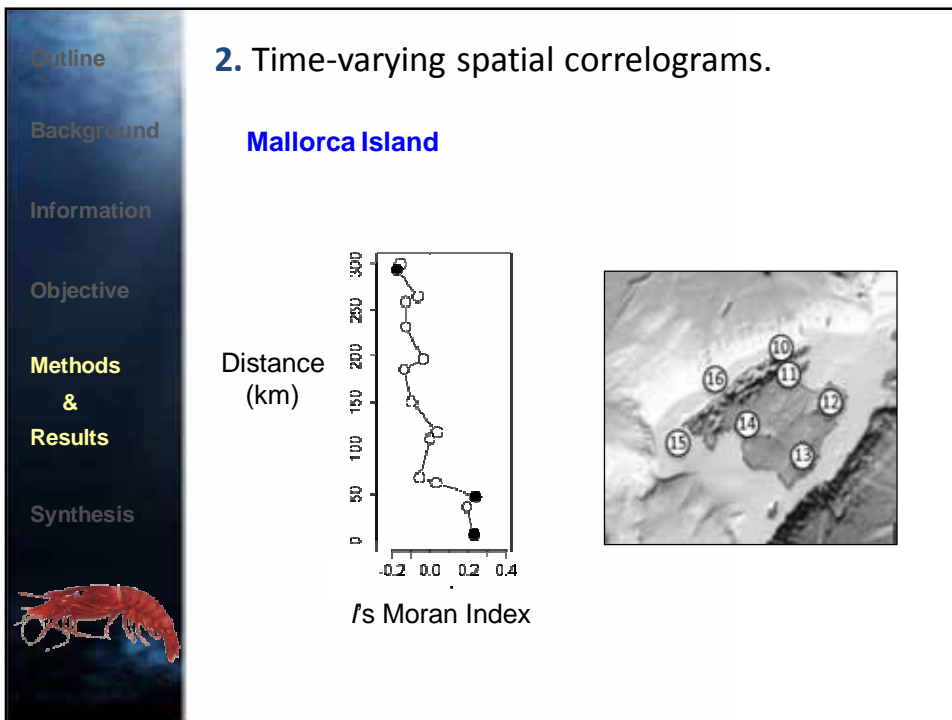 Outline
Background
Information
Objective
Methods
&
Results
Synthesis
2. Time-varying spatial correlograms.
Mallorca Island
Distance
(km)
300
250
200
150
100
50
0
-0.2 0.0 0.2 0.4
I's Moran Index
10
11
16
12
14
15
13